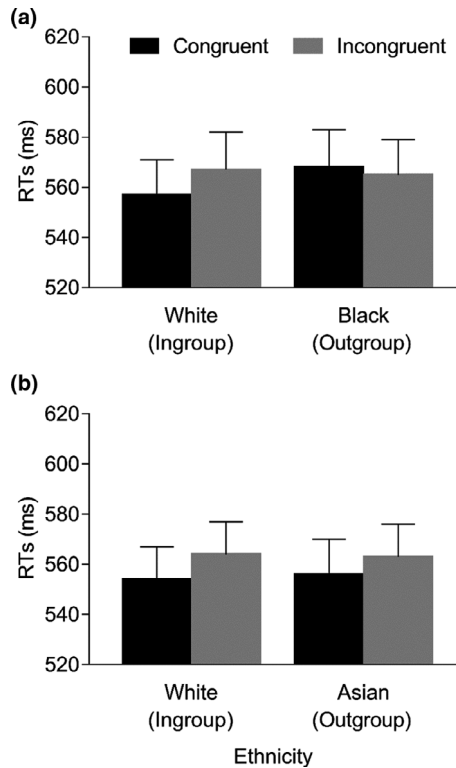 (a)
620
Congruent Incongruent
600
580
560
540
520
RTs (ms)
White Black
(Ingroup) (Outgroup)
(b)
620
600
580
560
540
520
RTs (ms)
White Asian
(Ingroup) (Outgroup)
Ethnicity